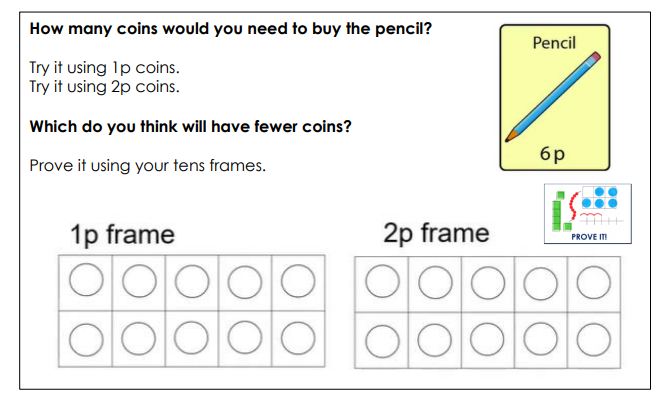 How many coins would you need to buy the pencil?
Try it using 1p coins.
Try it using 2p coins.
Which do you think will have fewer coins?
Prove it using your tens frames.
Pencil
6p
PROVE IT!
1p frame
2p frame